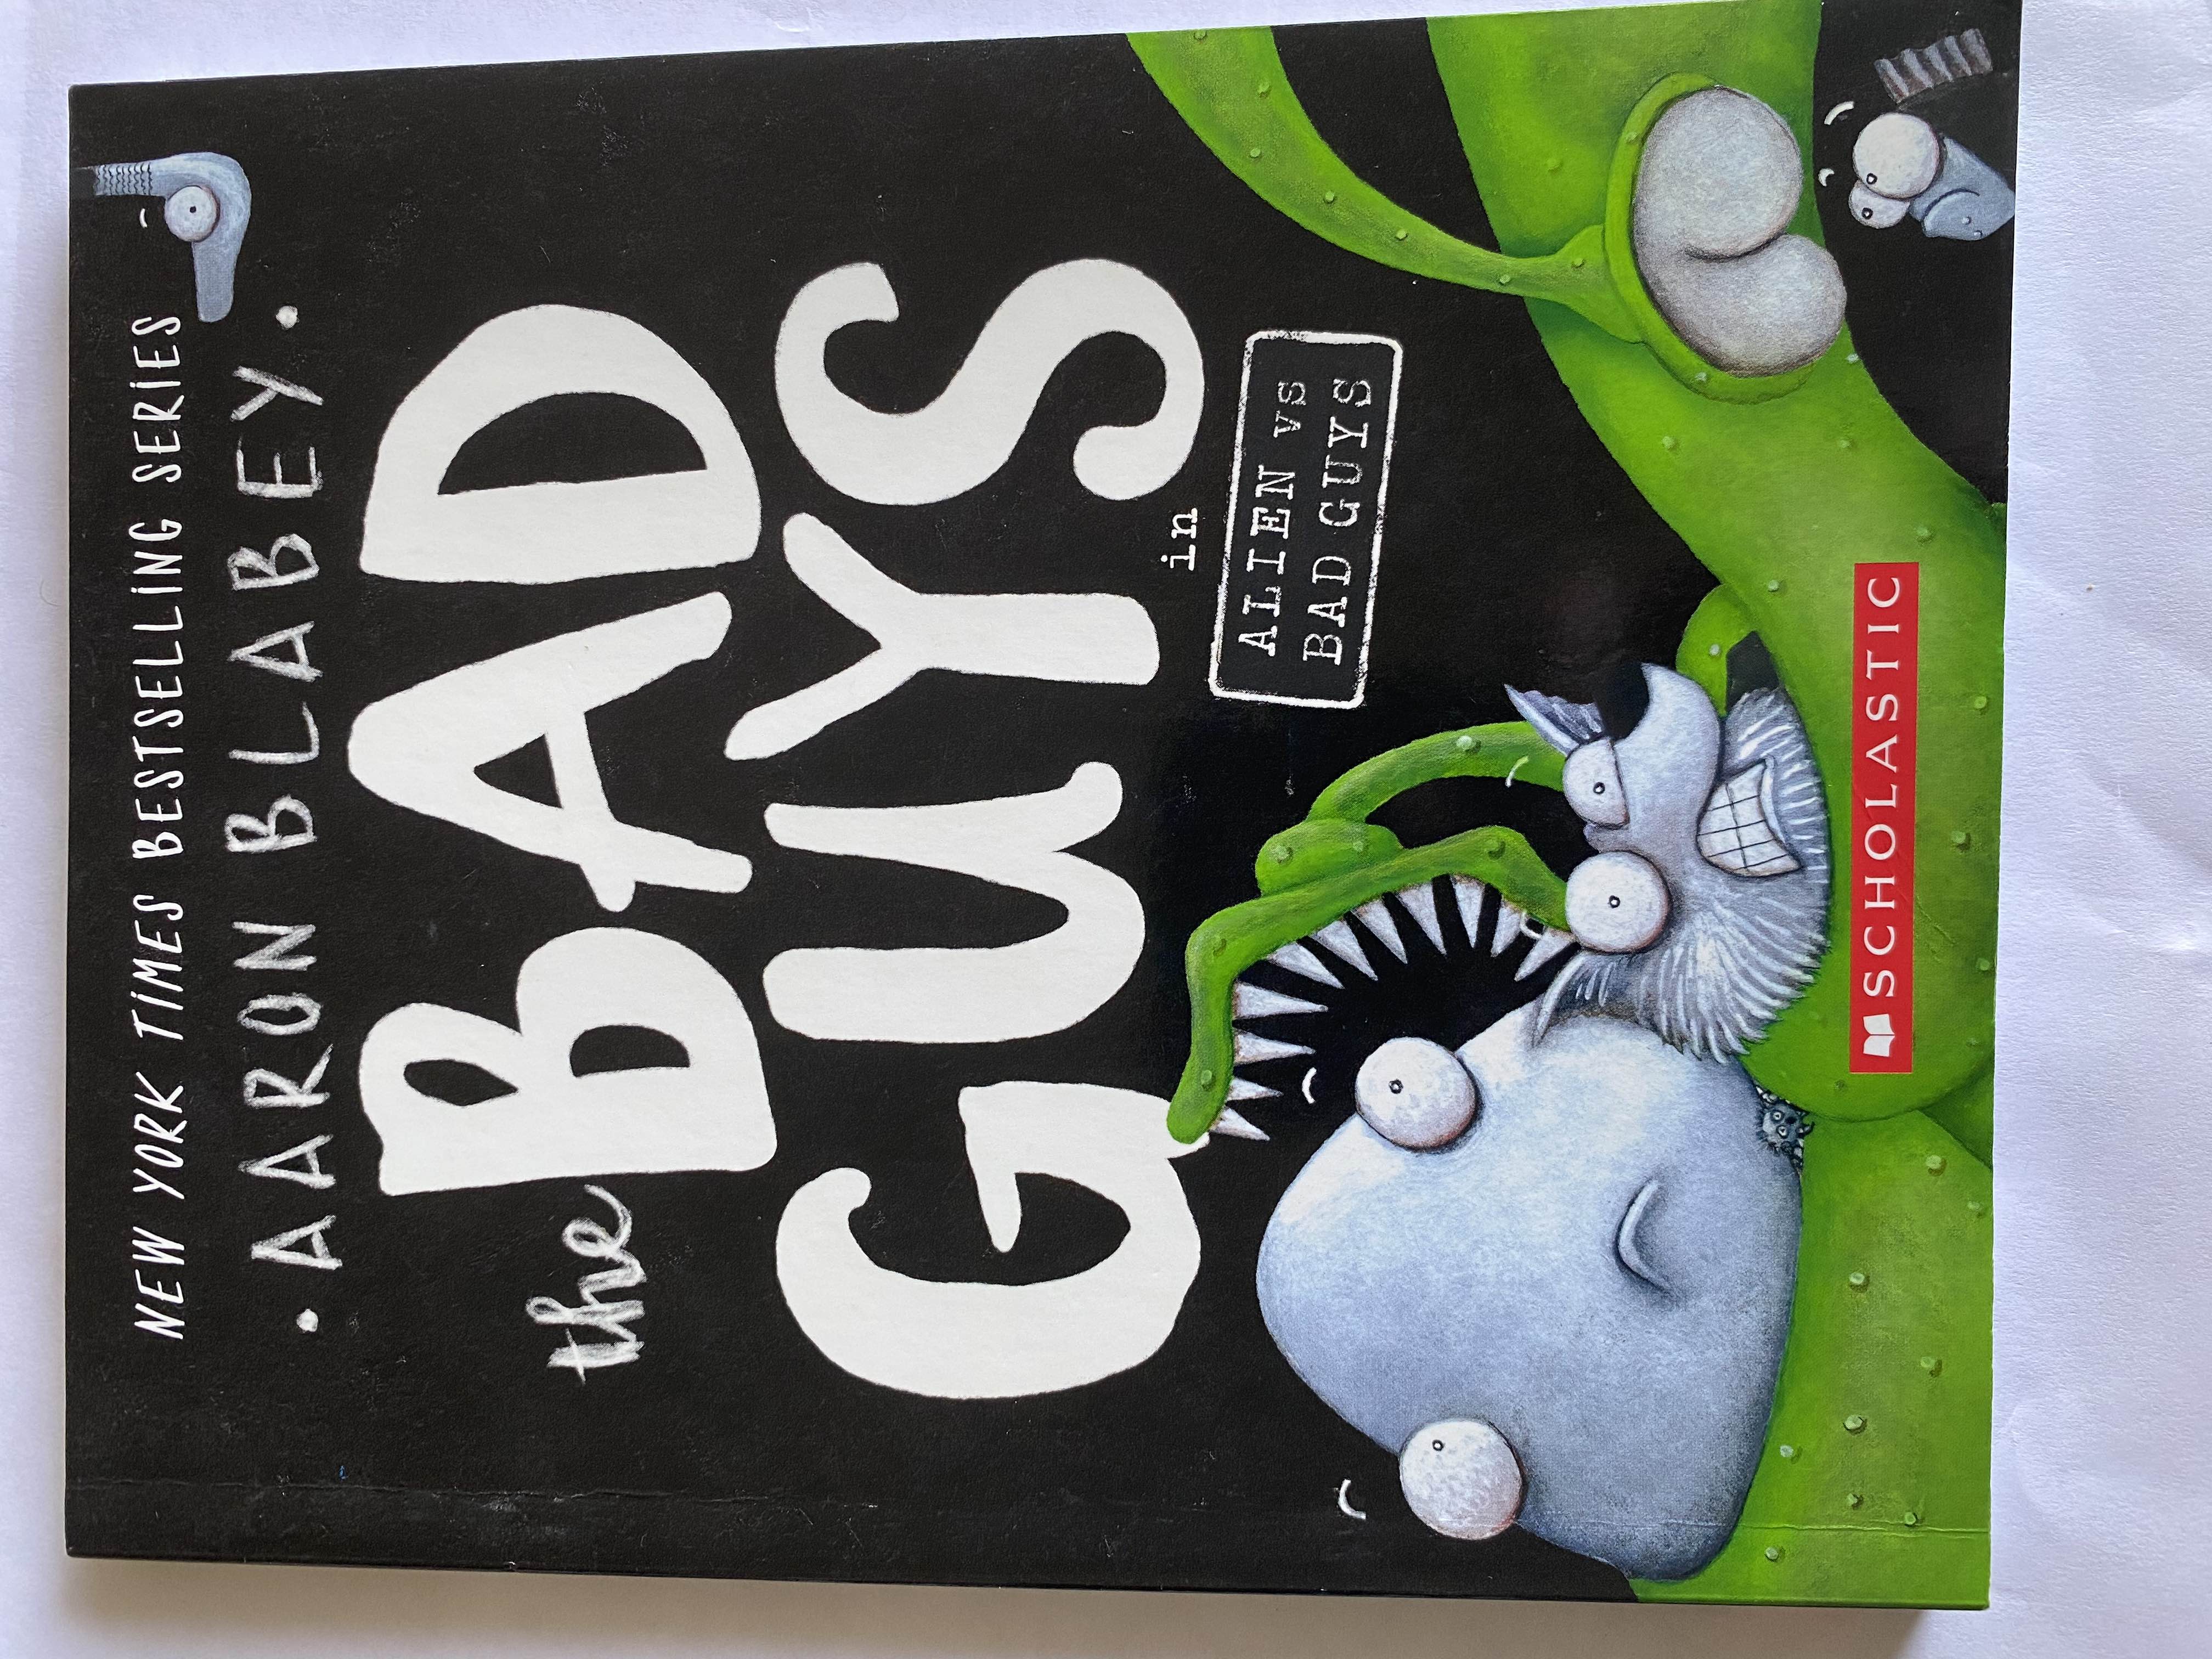 NEW YORK TiMES BESTSELLING SERiES
• AARON BLABEY •
the BAD
GUYS
in
ALIEN vs
BAD GUYS
SCHOLASTIC